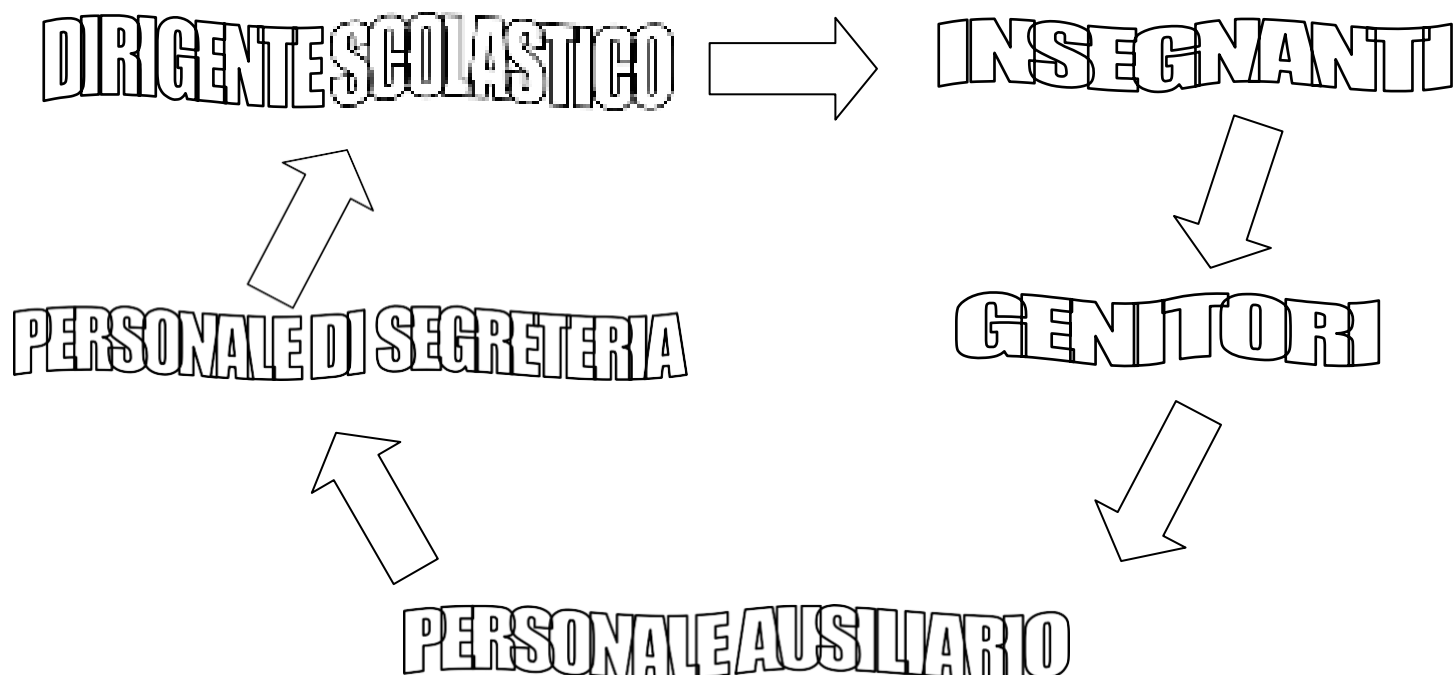 DIRIGENTE SCOLASTICO
INSEGNANTI
PERSONALE DI SEGRETERIA
GENITORI
PERSONALE AUSILIARIO